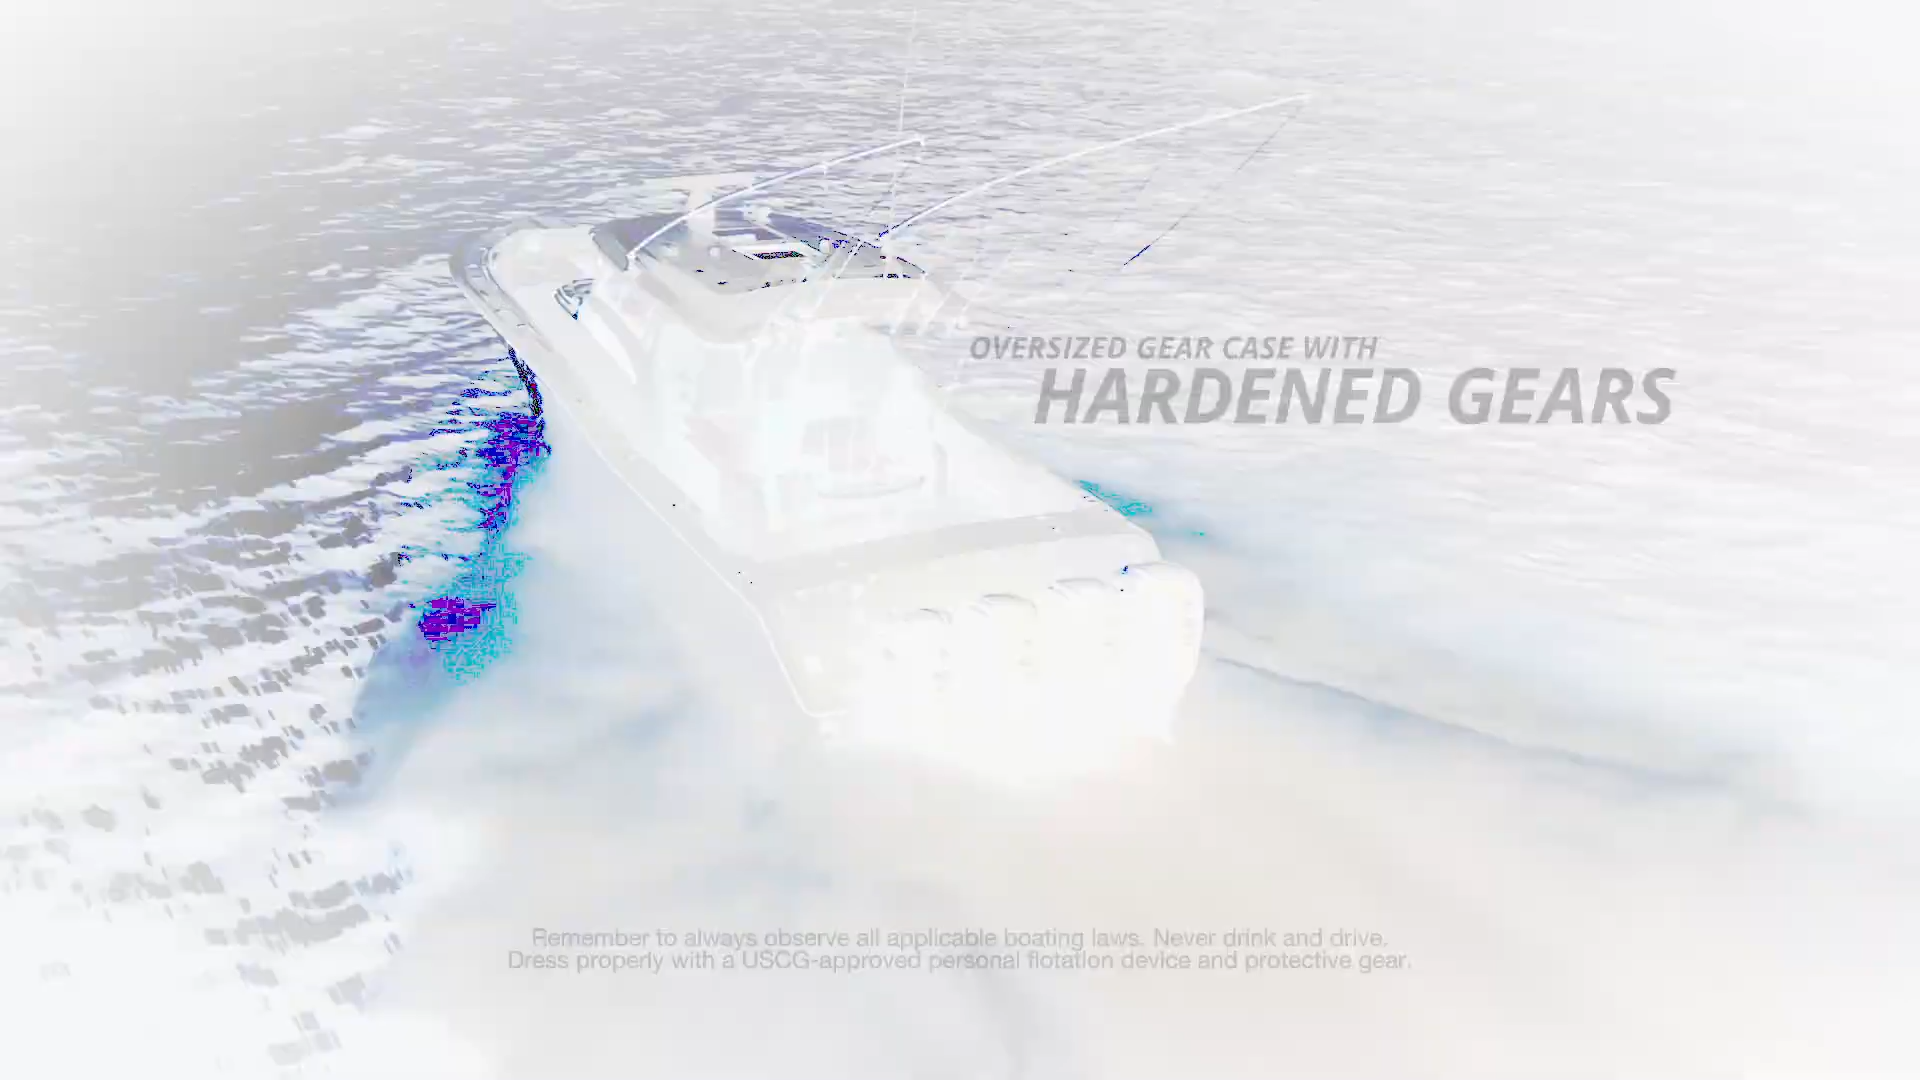 OVERSIZED GEAR CASE WITH
HARDENED GEARS
Remember to always observe all applicable boating laws. Never drink and drive.
Dress properly with a USCG-approved personal flotation device and protective gear.